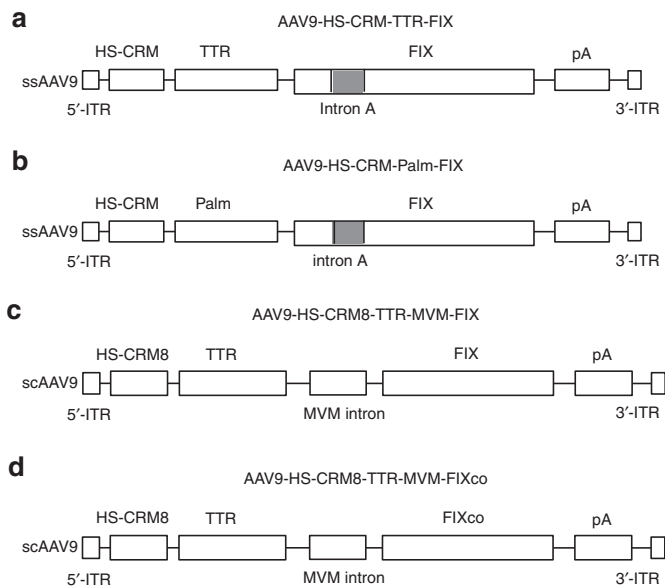 a
AAV9-HS-CRM-TTR-FIX
HS-CRM TTR FIX pA
ssAAV9
5′-ITR Intron A 3′-ITR
b
AAV9-HS-CRM-Palm-FIX
HS-CRM Palm FIX pA
ssAAV9
5′-ITR intron A 3′-ITR
c
AAV9-HS-CRM8-TTR-MVM-FIX
HS-CRM8 TTR FIX pA
scAAV9
5′-ITR MVM intron 3′-ITR
d
AAV9-HS-CRM8-TTR-MVM-FIXco
HS-CRM8 TTR FIXco pA
scAAV9
5′-ITR MVM intron 3′-ITR